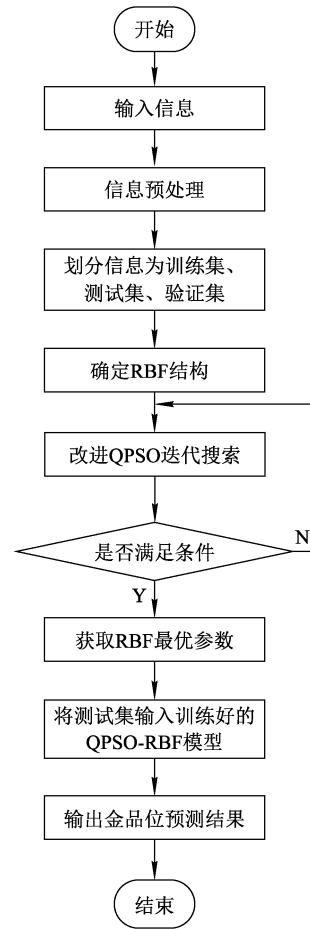 开始
输入信息
信息预处理
划分信息为训练集、
测试集、验证集
确定RBF结构
改进QPSO迭代搜索
是否满足条件
N
Y
获取RBF最优参数
将测试集输入训练好的
QPSO-RBF模型
输出金品位预测结果
结束